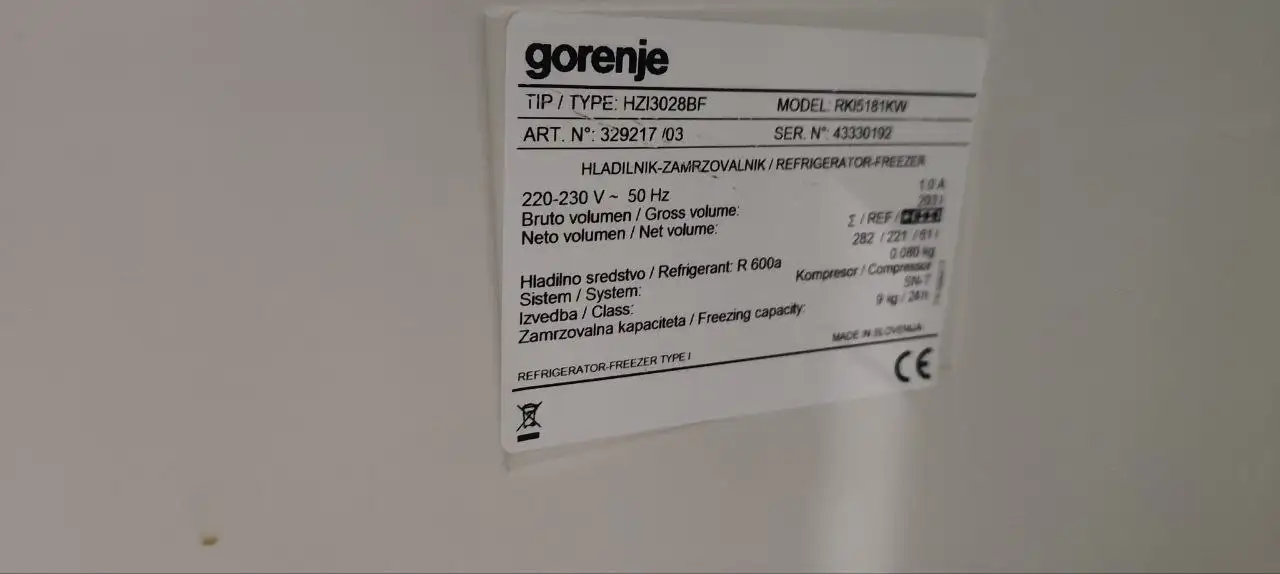 gorenje
TIP / TYPE: HZI3028BF MODEL: RKI5181KW
ART. N°: 329217 /03 SER. N°: 43330192
HLADILNIK-ZAMRZOVALNIK / REFRIGERATOR-FREEZER
220-230 V ~ 50 Hz 1.0 A
Bruto volumen / Gross volume:
Neto volumen / Net volume: Σ / REF /
282 / 221 / 61 l
Hladilno sredstvo / Refrigerant: R 600a 0.080 kg
Sistem / System: Kompresor / Compressor
Izvedba / Class: SN-T
Zamrzovalna kapaciteta / Freezing capacity: 9 kg / 24h
MADE IN SLOVENIJA
REFRIGERATOR-FREEZER TYPE I
CE